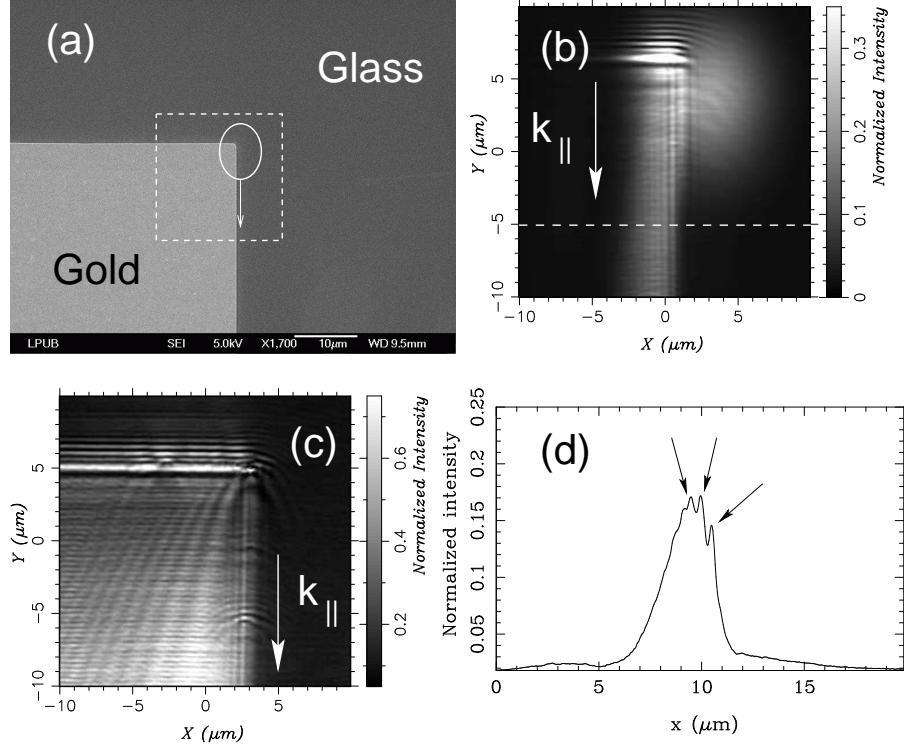 (a)
Glass
Gold
LPUB SEI 5.0kV X1,700 10μm WD 9.5mm
(b)
k ||
Y (μm)
5
0
−5
−10
−10 −5 0 5
X (μm)
0 0.1 0.2 0.3
Normalized Intensity
(c)
k ||
Y (μm)
5
0
−5
−10
−10 −5 0 5
X (μm)
0.2 0.4 0.6
Normalized Intensity
(d)
Normalized intensity
0.25
0.2
0.15
0.1
0.05
0 5 10 15
x (μm)